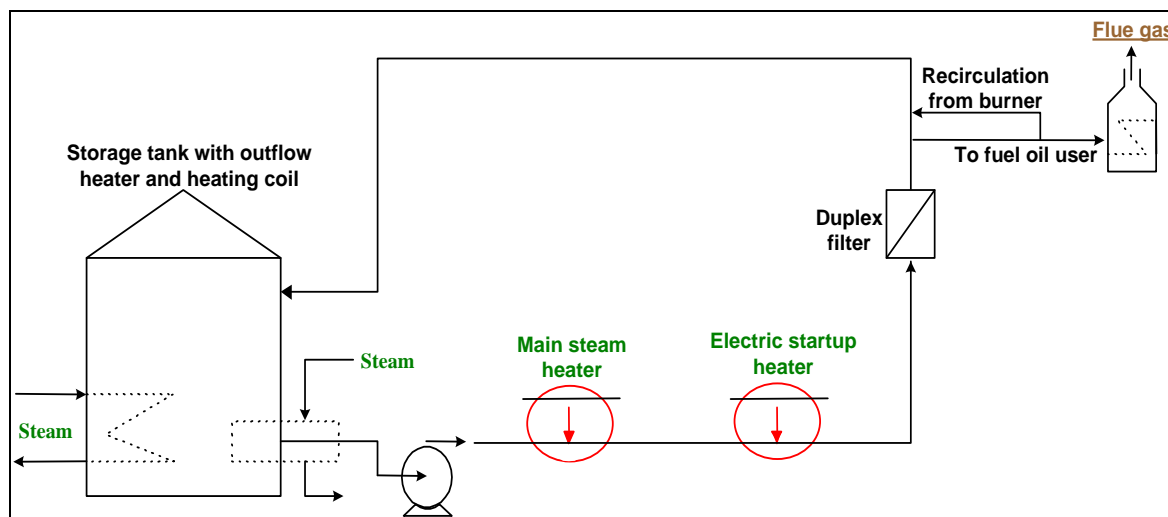 Flue gas
Recirculation
from burner
To fuel oil user
Storage tank with outflow
heater and heating coil
Duplex
filter
Main steam
heater
Electric startup
heater
Steam
Steam